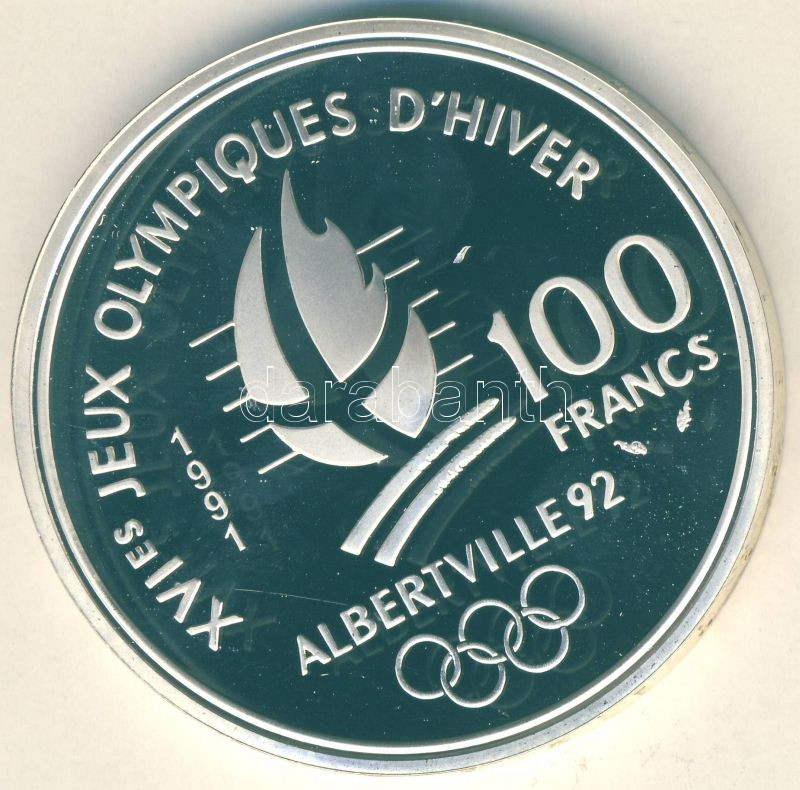 XVIes JEUX OLYMPIQUES D'HIVER
1991
100
FRANCS
ALBERTVILLE 92
darabanth